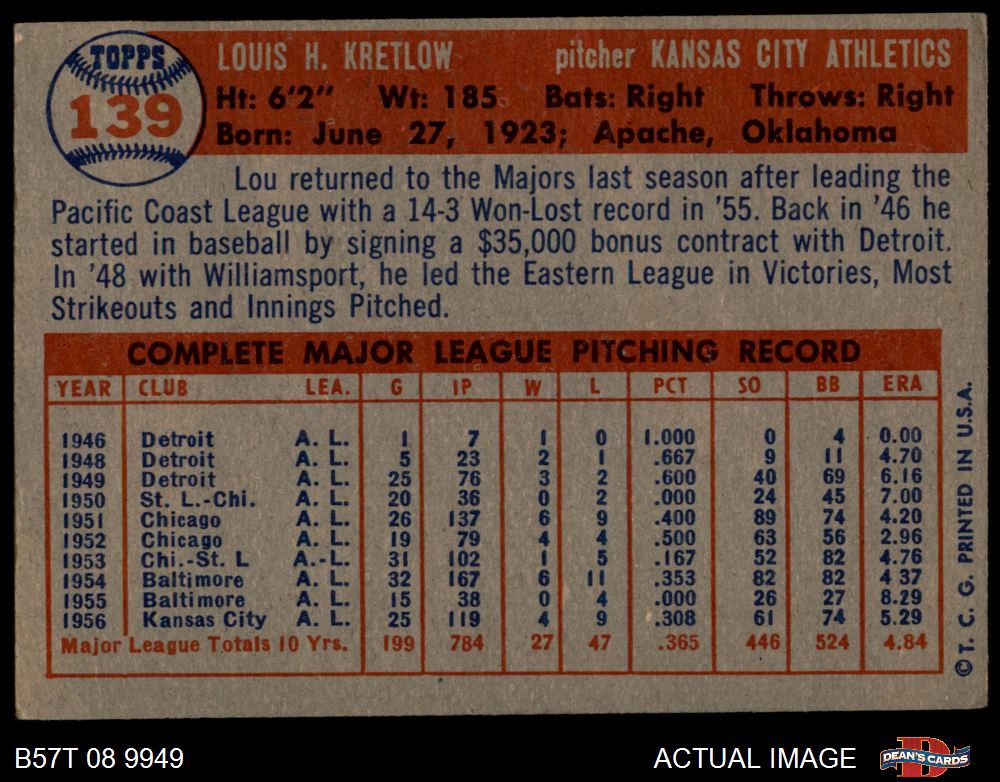 TOPPS
139
LOUIS H. KRETLOW pitcher KANSAS CITY ATHLETICS
Ht: 6'2" Wt: 185 Bats: Right Throws: Right
Born: June 27, 1923; Apache, Oklahoma
Lou returned to the Majors last season after leading the
Pacific Coast League with a 14-3 Won-Lost record in '55. Back in '46 he
started in baseball by signing a $35,000 bonus contract with Detroit.
In '48 with Williamsport, he led the Eastern League in Victories, Most
Strikeouts and Innings Pitched.
COMPLETE MAJOR LEAGUE PITCHING RECORD
YEAR CLUB LEA. G IP W L PCT SO BB ERA
1946 Detroit A. L. 1 7 1 0 1.000 0 4 0.00
1948 Detroit A. L. 5 23 2 1 .667 9 11 4.70
1949 Detroit A. L. 25 76 3 2 .600 40 69 6.16
1950 St. L.-Chi. A. L. 20 36 0 2 .000 24 45 7.00
1951 Chicago A. L. 26 137 6 9 .400 89 74 4.20
1952 Chicago A. L. 19 79 4 4 .500 63 56 2.96
1953 Chi.-St. L A.-L. 31 102 1 5 .167 52 82 4.76
1954 Baltimore A. L. 32 167 6 11 .353 82 82 4 37
1955 Baltimore A. L. 15 38 0 4 .000 26 27 8.29
1956 Kansas City A. L. 25 119 4 9 .308 61 74 5.29
Major League Totals 10 Yrs. 199 784 27 47 .365 446 524 4.84
© T. C. G. PRINTED IN U.S.A.
B57T 08 9949 ACTUAL IMAGE DEAN'S CARDS